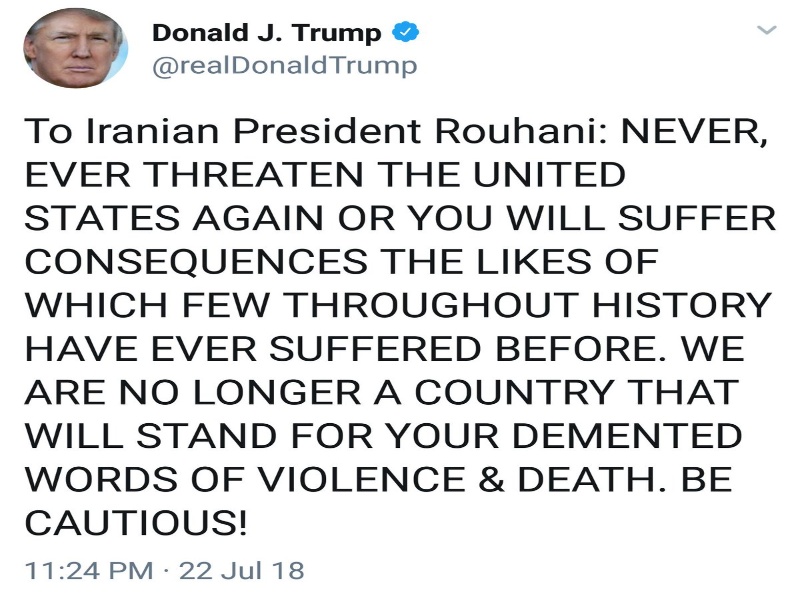 Donald J. Trump
@realDonaldTrump
To Iranian President Rouhani: NEVER,
EVER THREATEN THE UNITED
STATES AGAIN OR YOU WILL SUFFER
CONSEQUENCES THE LIKES OF
WHICH FEW THROUGHOUT HISTORY
HAVE EVER SUFFERED BEFORE. WE
ARE NO LONGER A COUNTRY THAT
WILL STAND FOR YOUR DEMENTED
WORDS OF VIOLENCE & DEATH. BE
CAUTIOUS!
11:24 PM · 22 Jul 18